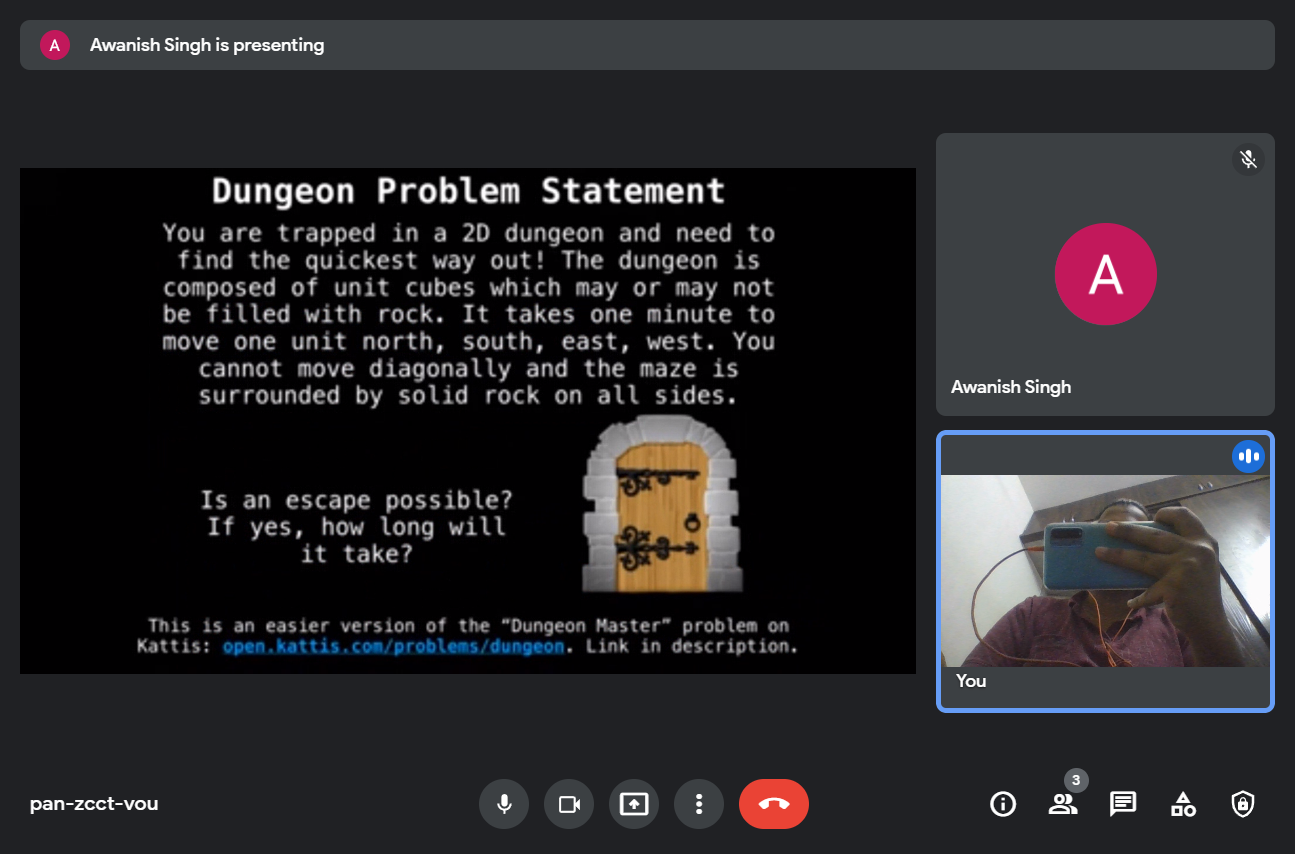 A
Awanish Singh is presenting
Dungeon Problem Statement
You are trapped in a 2D dungeon and need to
find the quickest way out! The dungeon is
composed of unit cubes which may or may not
be filled with rock. It takes one minute to
move one unit north, south, east, west. You
cannot move diagonally and the maze is
surrounded by solid rock on all sides.
Is an escape possible?
If yes, how long will
it take?
This is an easier version of the “Dungeon Master” problem on
Kattis: open.kattis.com/problems/dungeon. Link in description.
A
Awanish Singh
You
pan-zcct-vou
3